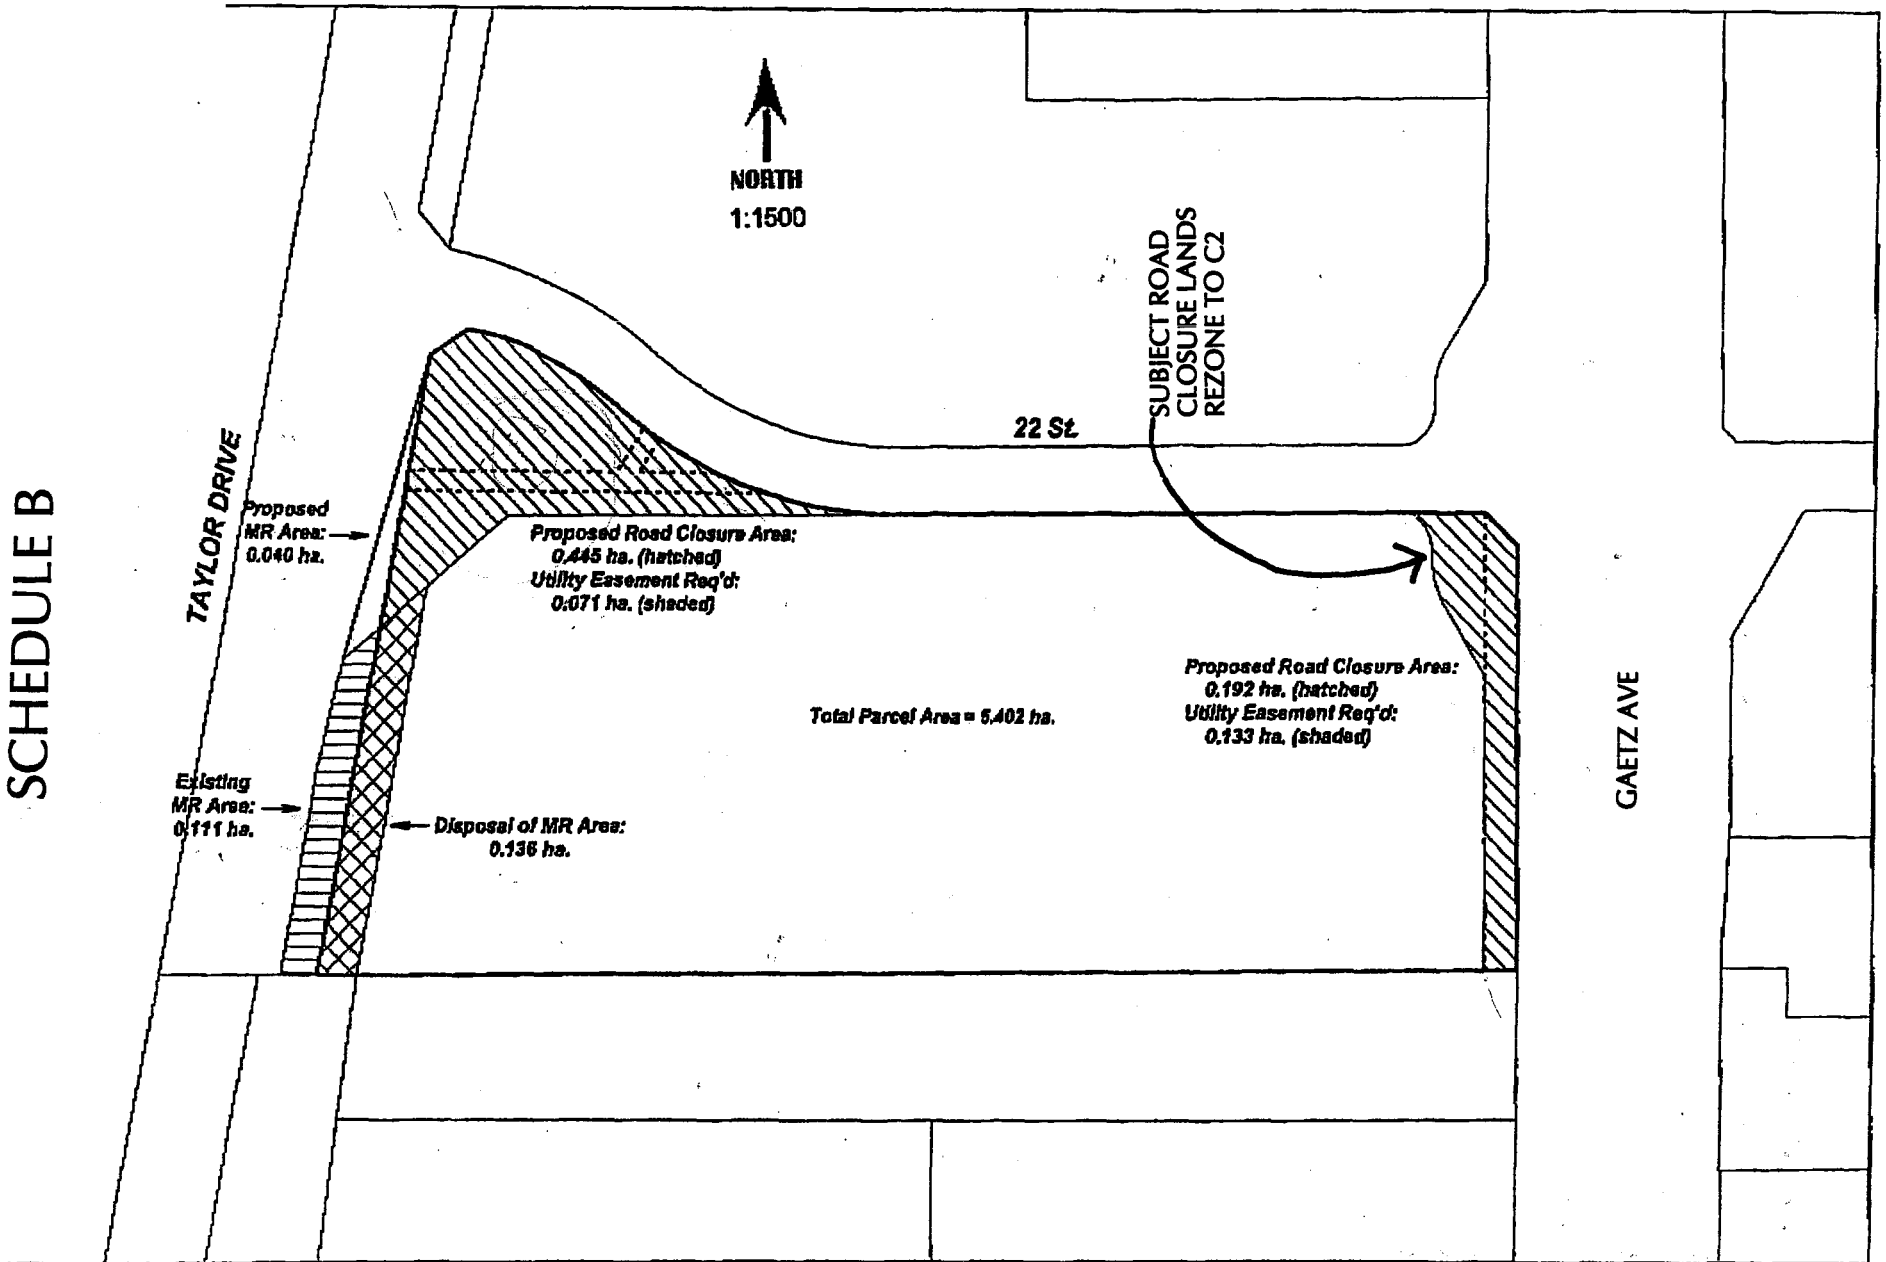 SCHEDULE B
NORTH
1:1500
SUBJECT ROAD
CLOSURE LANDS
REZONE TO C2
22 St.
TAYLOR DRIVE
Proposed
MR Area:
0.040 ha.
Proposed Road Closure Area:
0.445 ha. (hatched)
Utility Easement Req'd:
0.071 ha. (shaded)
Proposed Road Closure Area:
0.192 ha. (hatched)
Utility Easement Req'd:
0.133 ha. (shaded)
Total Parcel Area = 5.402 ha.
GAETZ AVE
Existing
MR Area:
0.111 ha.
Disposal of MR Area:
0.136 ha.